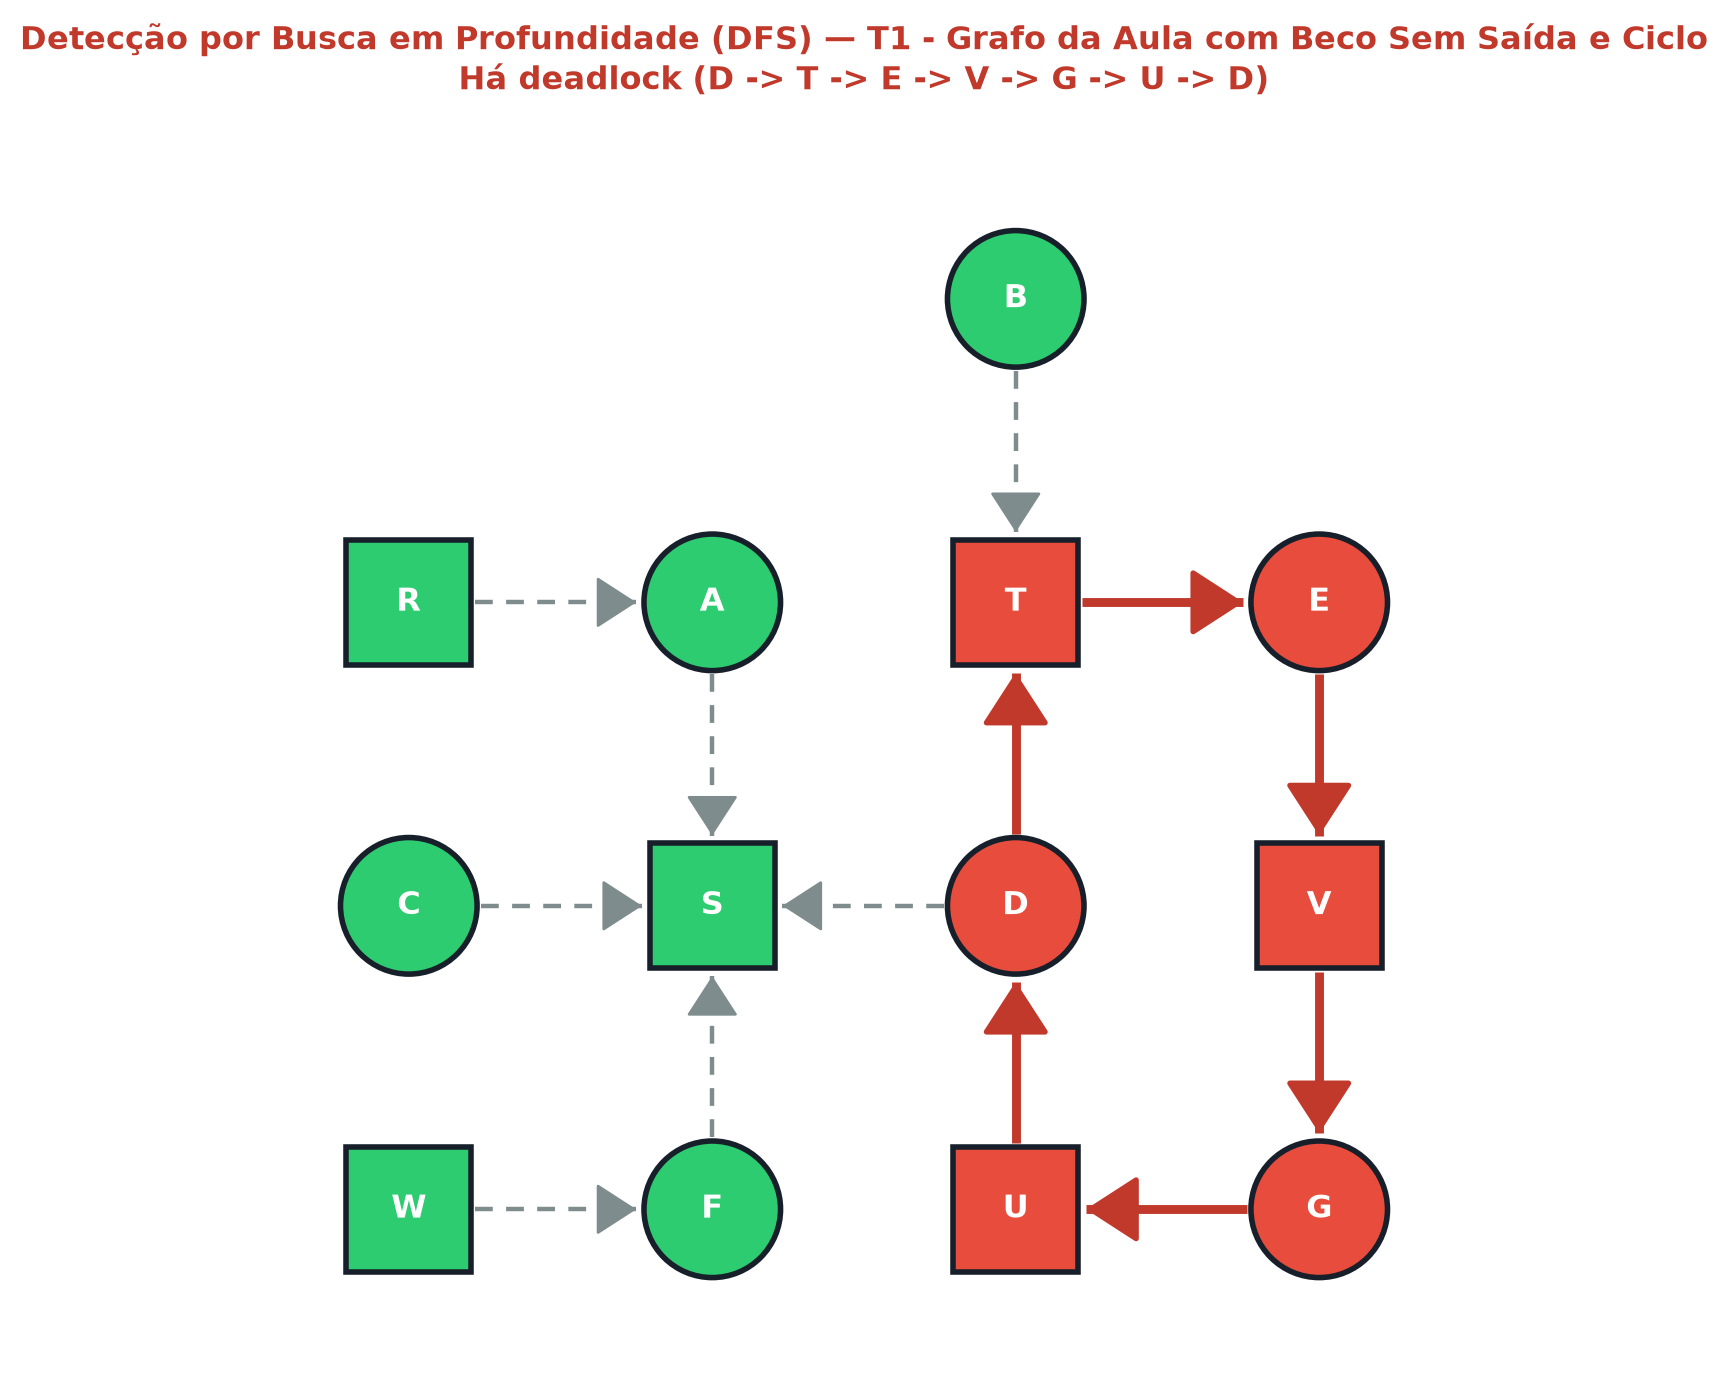 Detecção por Busca em Profundidade (DFS) — T1 - Grafo da Aula com Beco Sem Saída e Ciclo
Há deadlock (D -> T -> E -> V -> G -> U -> D)
B
R
A
T
E
C
S
D
V
W
F
U
G